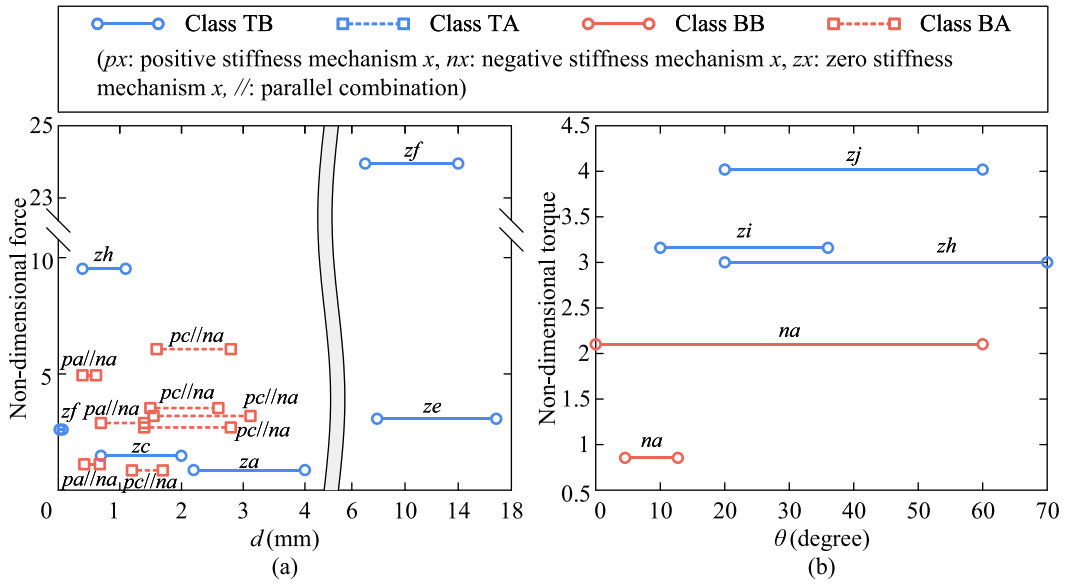 Class TB Class TA Class BB Class BA
(px: positive stiffness mechanism x, nx: negative stiffness mechanism x, zx: zero stiffness
mechanism x, //: parallel combination)
Non-dimensional force
25
23
10
5
zf
zh
pc//na
pa//na
pc//na
zf
pa//na
pc//na
pc//na
ze
zc
za
pa//na
pc//na
0 1 2 3 4 6 10 14 18
d (mm)
(a)
Non-dimensional torque
4.5
4
3.5
3
2.5
2
1
0.5
zj
zi
zh
na
na
0 10 20 30 40 50 60 70
θ (degree)
(b)